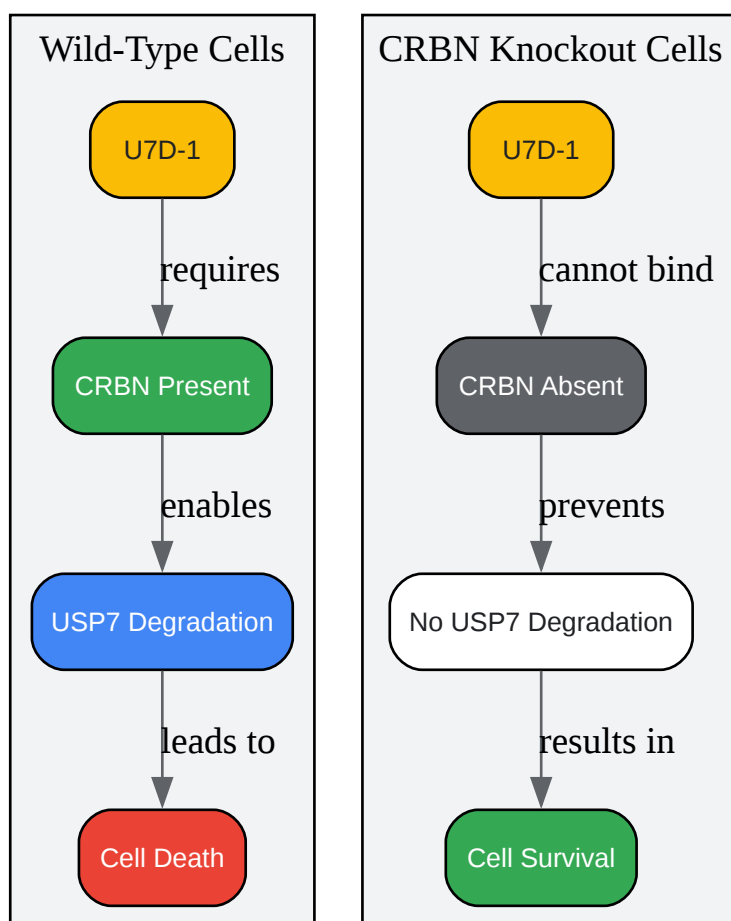 Wild-Type Cells
U7D-1
requires
CRBN Present
enables
USP7 Degradation
leads to
Cell Death
CRBN Knockout Cells
U7D-1
cannot bind
CRBN Absent
prevents
No USP7 Degradation
results in
Cell Survival